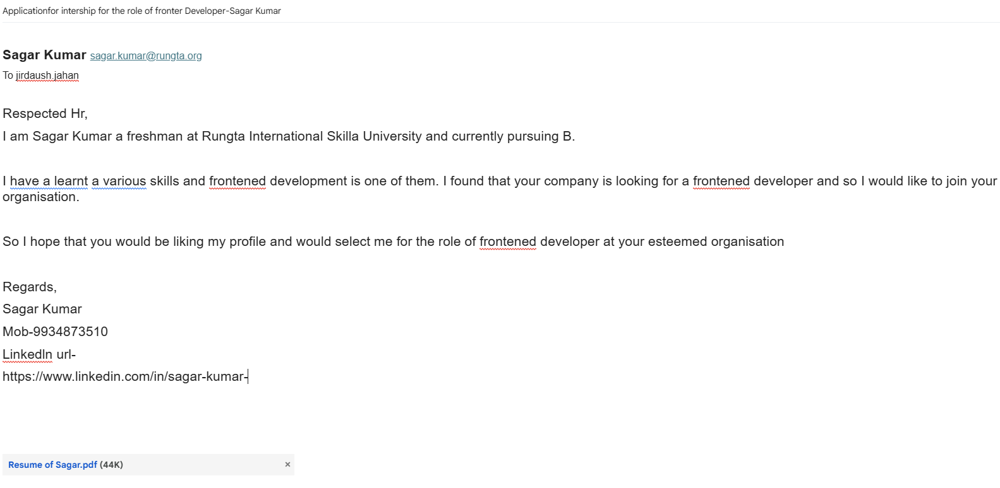 Applicationfor intership for the role of fronter Developer-Sagar Kumar
Sagar Kumar sagar.kumar@rungta.org
To jirdaush.jahan
Respected Hr,
I am Sagar Kumar a freshman at Rungta International Skilla University and currently pursuing B.
I have a learnt a various skills and frontened development is one of them. I found that your company is looking for a frontened developer and so I would like to join your
organisation.
So I hope that you would be liking my profile and would select me for the role of frontened developer at your esteemed organisation
Regards,
Sagar Kumar
Mob-9934873510
LinkedIn url-
https://www.linkedin.com/in/sagar-kumar-
Resume of Sagar.pdf (44K) ×